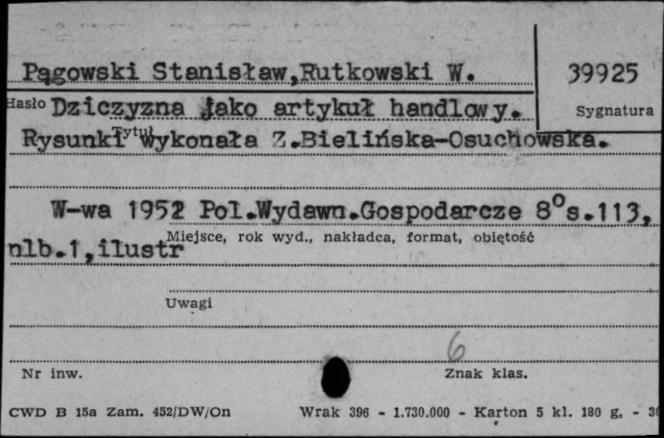 Pągowski Stanisław,Rutkowski W.
39925
Hasło Dziczyzna jako artykuł handlowy.
Sygnatura
Tytuł
Rysunki wykonała Z.Bielińska-Osuchowska.
W-wa 1952 Pol.Wydawn.Gospodarcze 8°s.113,
Miejsce, rok wyd., nakładca, format, objętość
nlb.1,ilustr
Uwagi
6
Nr inw.
Znak klas.
CWD B 15a Zam. 452/DW/On Wrak 396 - 1.730.000 - Karton 5 kl. 180 g, -